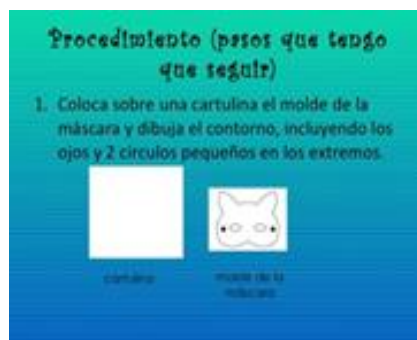 Procedimiento (pasos que tengo
que seguir)
1. Coloca sobre una cartulina el molde de la
máscara y dibuja el contorno, incluyendo los
ojos y 2 circulos pequeños en los extremos.
cartulina
molde de la
máscara